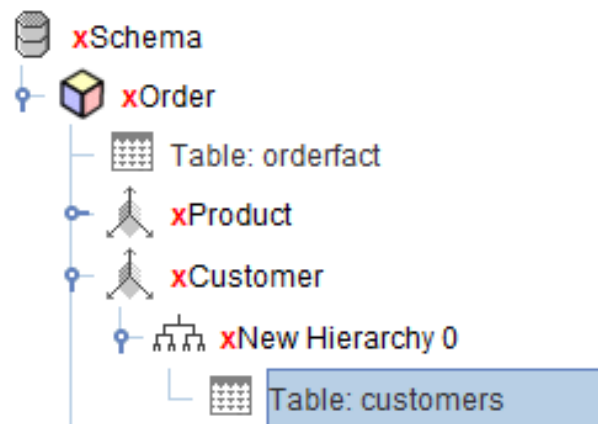 xSchema
xOrder
Table: orderfact
xProduct
xCustomer
xNew Hierarchy 0
Table: customers